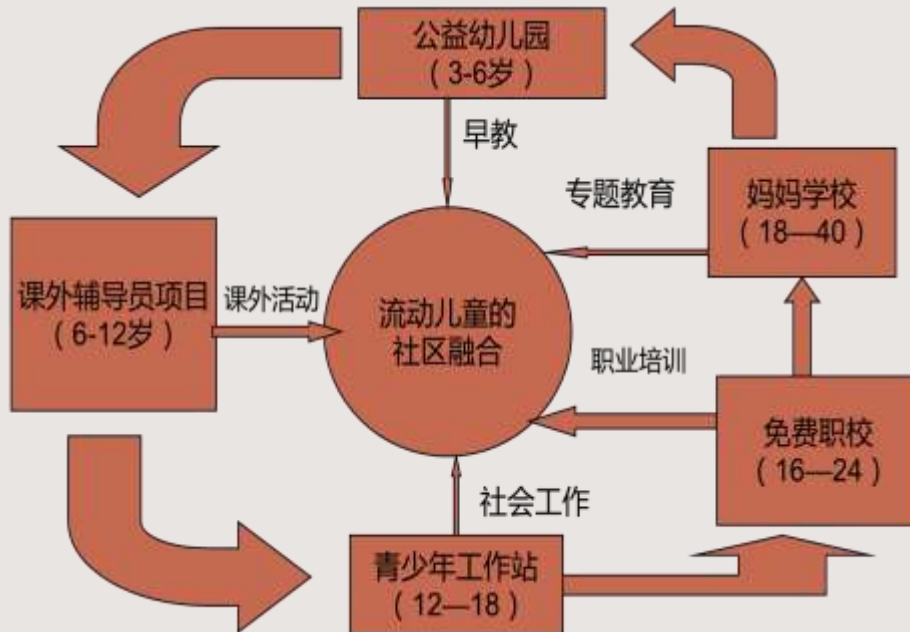 公益幼儿园
（3-6岁）
早教
专题教育
妈妈学校
（18—40）
课外辅导员项目
（6-12岁）
课外活动
流动儿童的
社区融合
职业培训
免费职校
（16—24）
社会工作
青少年工作站
（12—18）